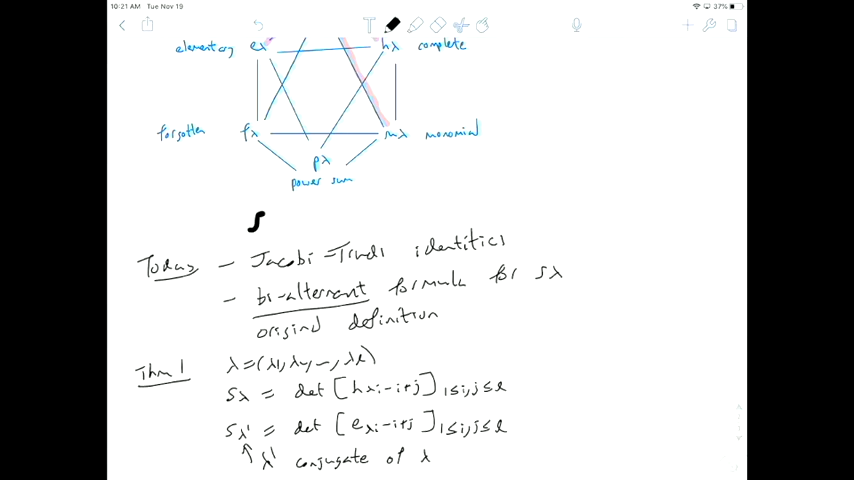 10:21 AM Tue Nov 19
37%
elementary eλ hλ complete
forgotten fλ mλ monomial
pλ
power sum
S
Today - Jacobi-Trudi identities
- bi-alternant formula for sλ
original definition
Thm 1 λ=(λ1,λ2,...,λℓ)
sλ = det [hλi-i+j]1≤i,j≤ℓ
sλ' = det [eλi-i+j]1≤i,j≤ℓ
↑ λ' conjugate of λ